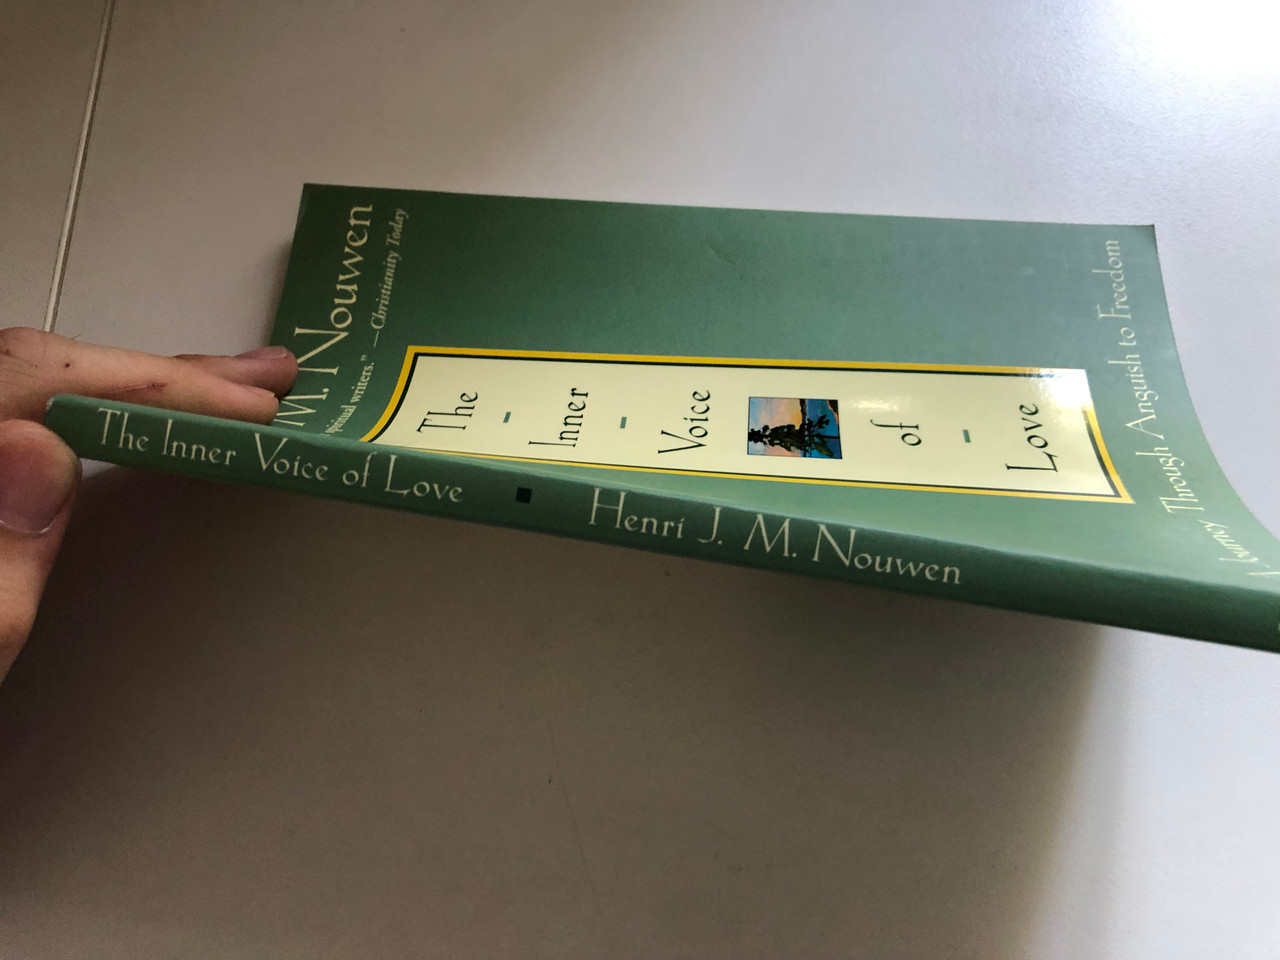 M. Nouwen
spiritual writers." —Christianity Today
The
Inner
Voice
of
Love
Journey Through Anguish to Freedom
The Inner Voice of Love ■ Henri J. M. Nouwen